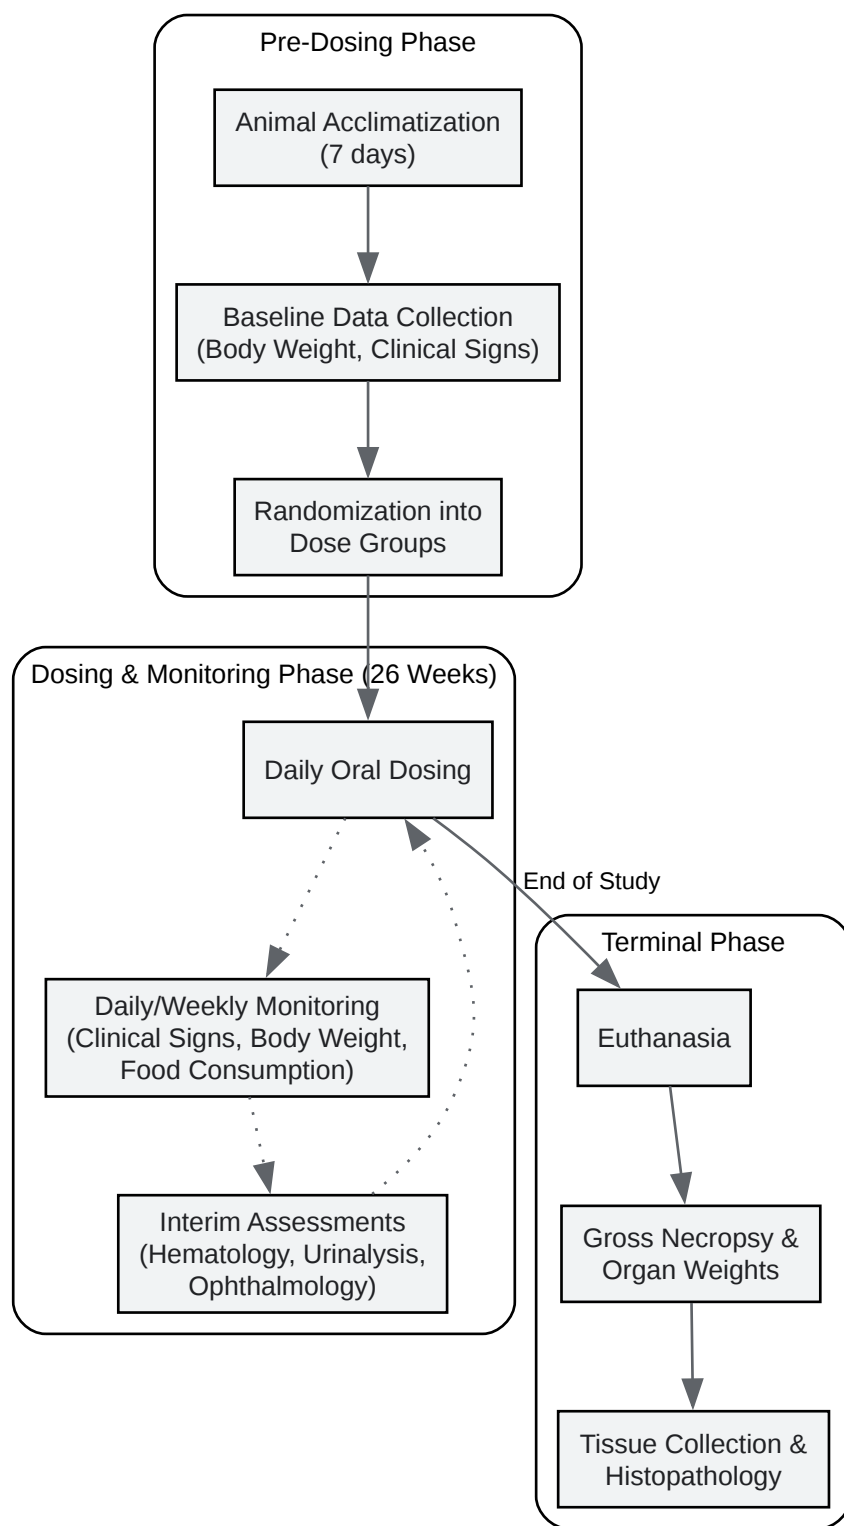 Pre-Dosing Phase
Animal Acclimatization
(7 days)
Baseline Data Collection
(Body Weight, Clinical Signs)
Randomization into
Dose Groups
Dosing & Monitoring Phase (26 Weeks)
Daily Oral Dosing
End of Study
Daily/Weekly Monitoring
(Clinical Signs, Body Weight,
Food Consumption)
Interim Assessments
(Hematology, Urinalysis,
Ophthalmology)
Terminal Phase
Euthanasia
Gross Necropsy &
Organ Weights
Tissue Collection &
Histopathology